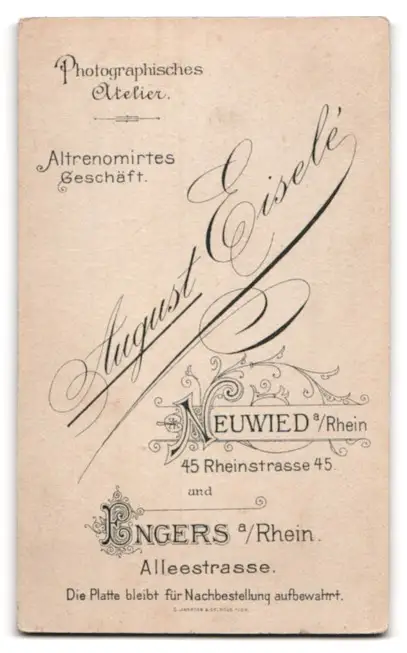 Photographisches
Atelier.
Altrenomirtes
Geschäft.
August Eiselé
NEUWIED a/Rhein
45 Rheinstrasse 45
und
ENGERS a/Rhein.
Alleestrasse.
Die Platte bleibt für Nachbestellung aufbewahrt.